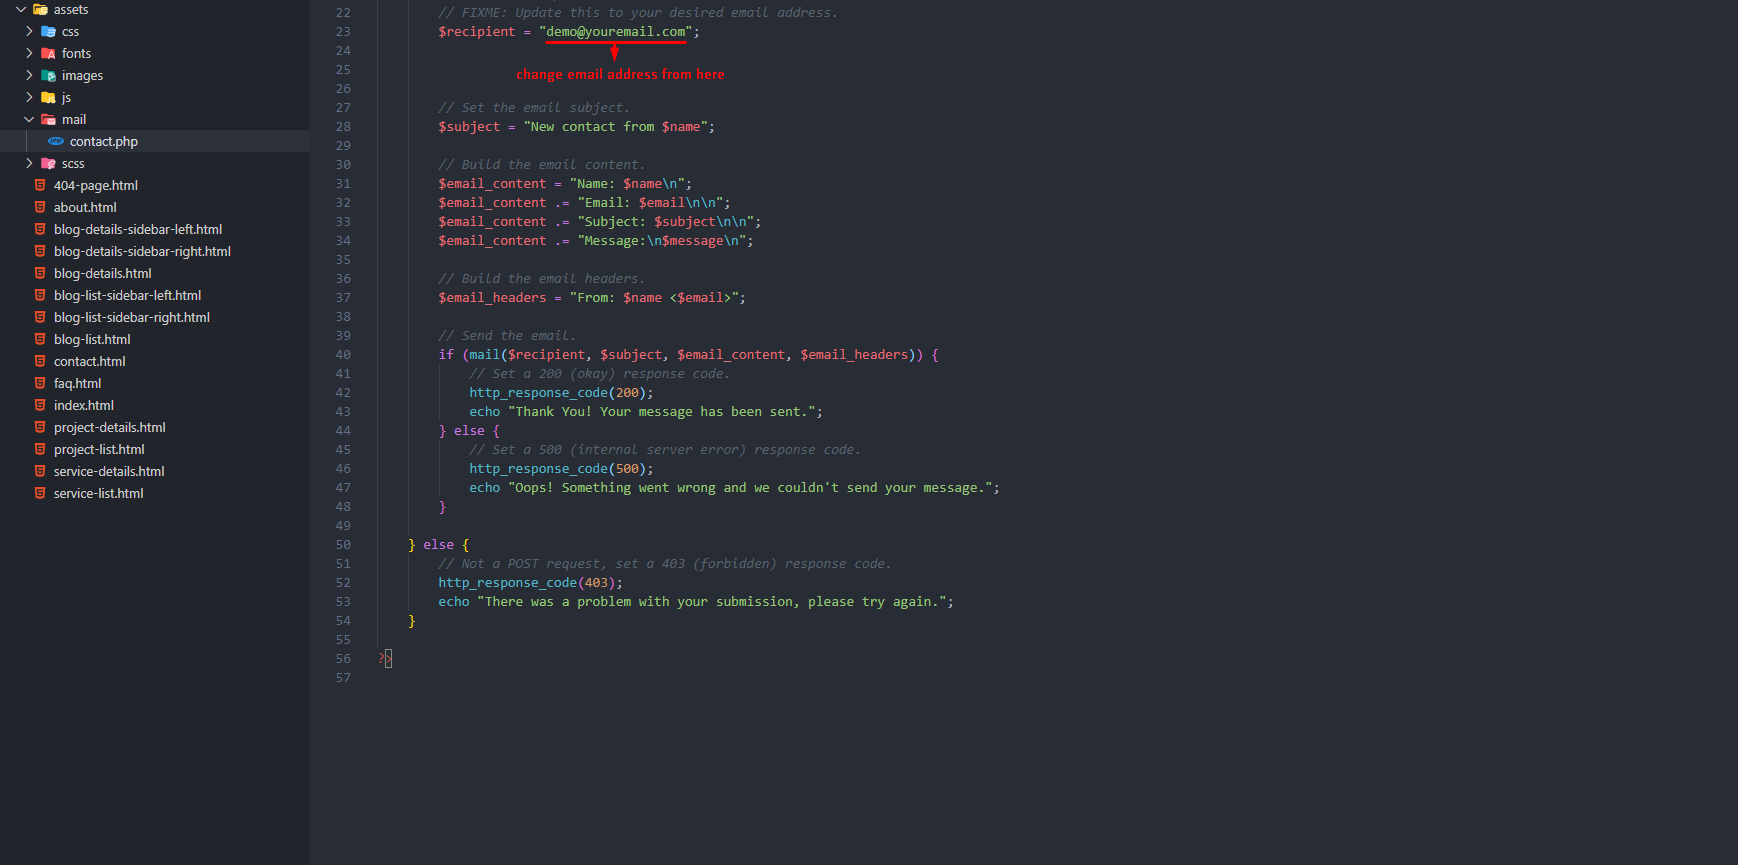 assets
css
fonts
images
js
mail
contact.php
scss
404-page.html
about.html
blog-details-sidebar-left.html
blog-details-sidebar-right.html
blog-details.html
blog-list-sidebar-left.html
blog-list-sidebar-right.html
blog-list.html
contact.html
faq.html
index.html
project-details.html
project-list.html
service-details.html
service-list.html
22 // FIXME: Update this to your desired email address.
23 $recipient = "demo@youremail.com";
24
25 change email address from here
26
27 // Set the email subject.
28 $subject = "New contact from $name";
29
30 // Build the email content.
31 $email_content = "Name: $name\n";
32 $email_content .= "Email: $email\n\n";
33 $email_content .= "Subject: $subject\n\n";
34 $email_content .= "Message:\n$message\n";
35
36 // Build the email headers.
37 $email_headers = "From: $name <$email>";
38
39 // Send the email.
40 if (mail($recipient, $subject, $email_content, $email_headers)) {
41 // Set a 200 (okay) response code.
42 http_response_code(200);
43 echo "Thank You! Your message has been sent.";
44 } else {
45 // Set a 500 (internal server error) response code.
46 http_response_code(500);
47 echo "Oops! Something went wrong and we couldn't send your message.";
48 }
49
50 } else {
51 // Not a POST request, set a 403 (forbidden) response code.
52 http_response_code(403);
53 echo "There was a problem with your submission, please try again.";
54 }
55
56 ?>
57